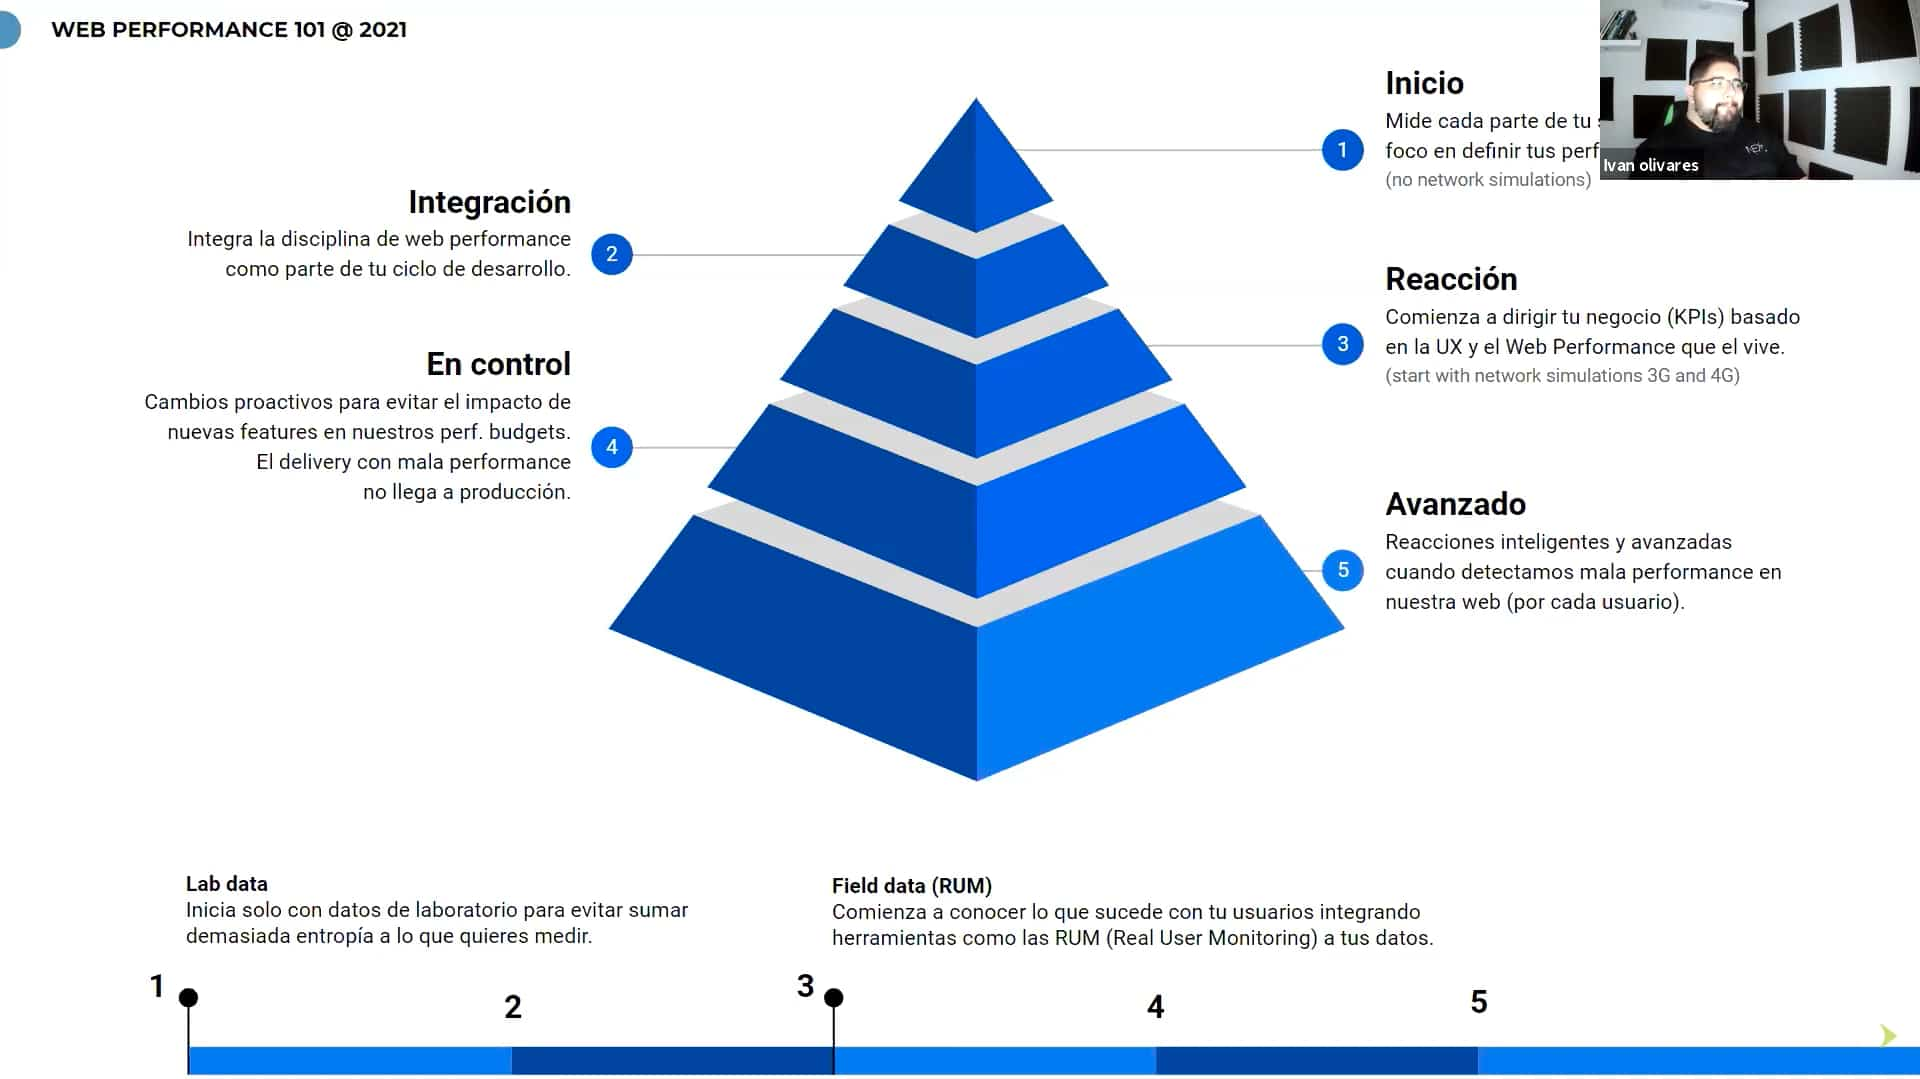 WEB PERFORMANCE 101 @ 2021
Inicio
Mide cada parte de tu
foco en definir tus perf
(no network simulations)
1
Ivan olivares
Integración
Integra la disciplina de web performance
como parte de tu ciclo de desarrollo.
2
Reacción
Comienza a dirigir tu negocio (KPIs) basado
en la UX y el Web Performance que el vive.
(start with network simulations 3G and 4G)
3
En control
Cambios proactivos para evitar el impacto de
nuevas features en nuestros perf. budgets.
El delivery con mala performance
no llega a producción.
4
Avanzado
Reacciones inteligentes y avanzadas
cuando detectamos mala performance en
nuestra web (por cada usuario).
5
Lab data
Inicia solo con datos de laboratorio para evitar sumar
demasiada entropía a lo que quieres medir.
Field data (RUM)
Comienza a conocer lo que sucede con tu usuarios integrando
herramientas como las RUM (Real User Monitoring) a tus datos.
1
2
3
4
5